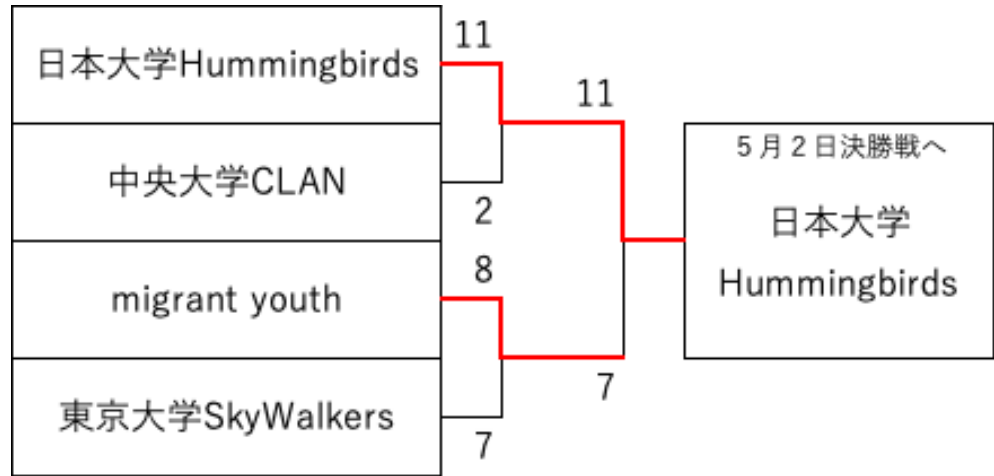 日本大学Hummingbirds
11
中央大学CLAN
2
migrant youth
8
東京大学SkyWalkers
7
11
7
5月2日決勝戦へ
日本大学
Hummingbirds